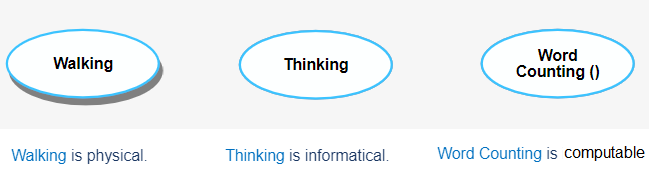 Walking
Thinking
Word
Counting ()
Walking is physical.
Thinking is informatical.
Word Counting is computable